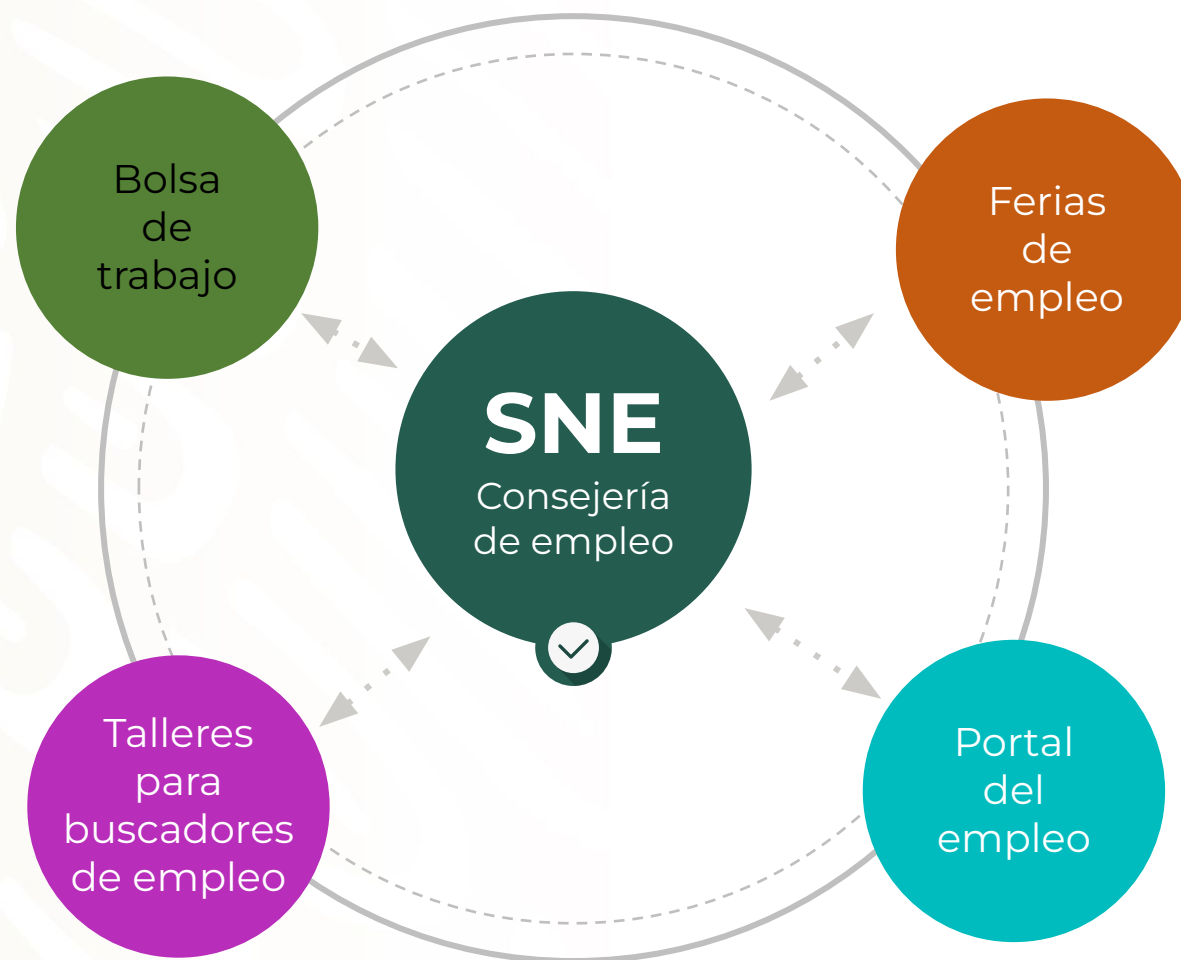 Bolsa
de
trabajo
Ferias
de
empleo
SNE
Consejería
de empleo
Talleres
para
buscadores
de empleo
Portal
del
empleo